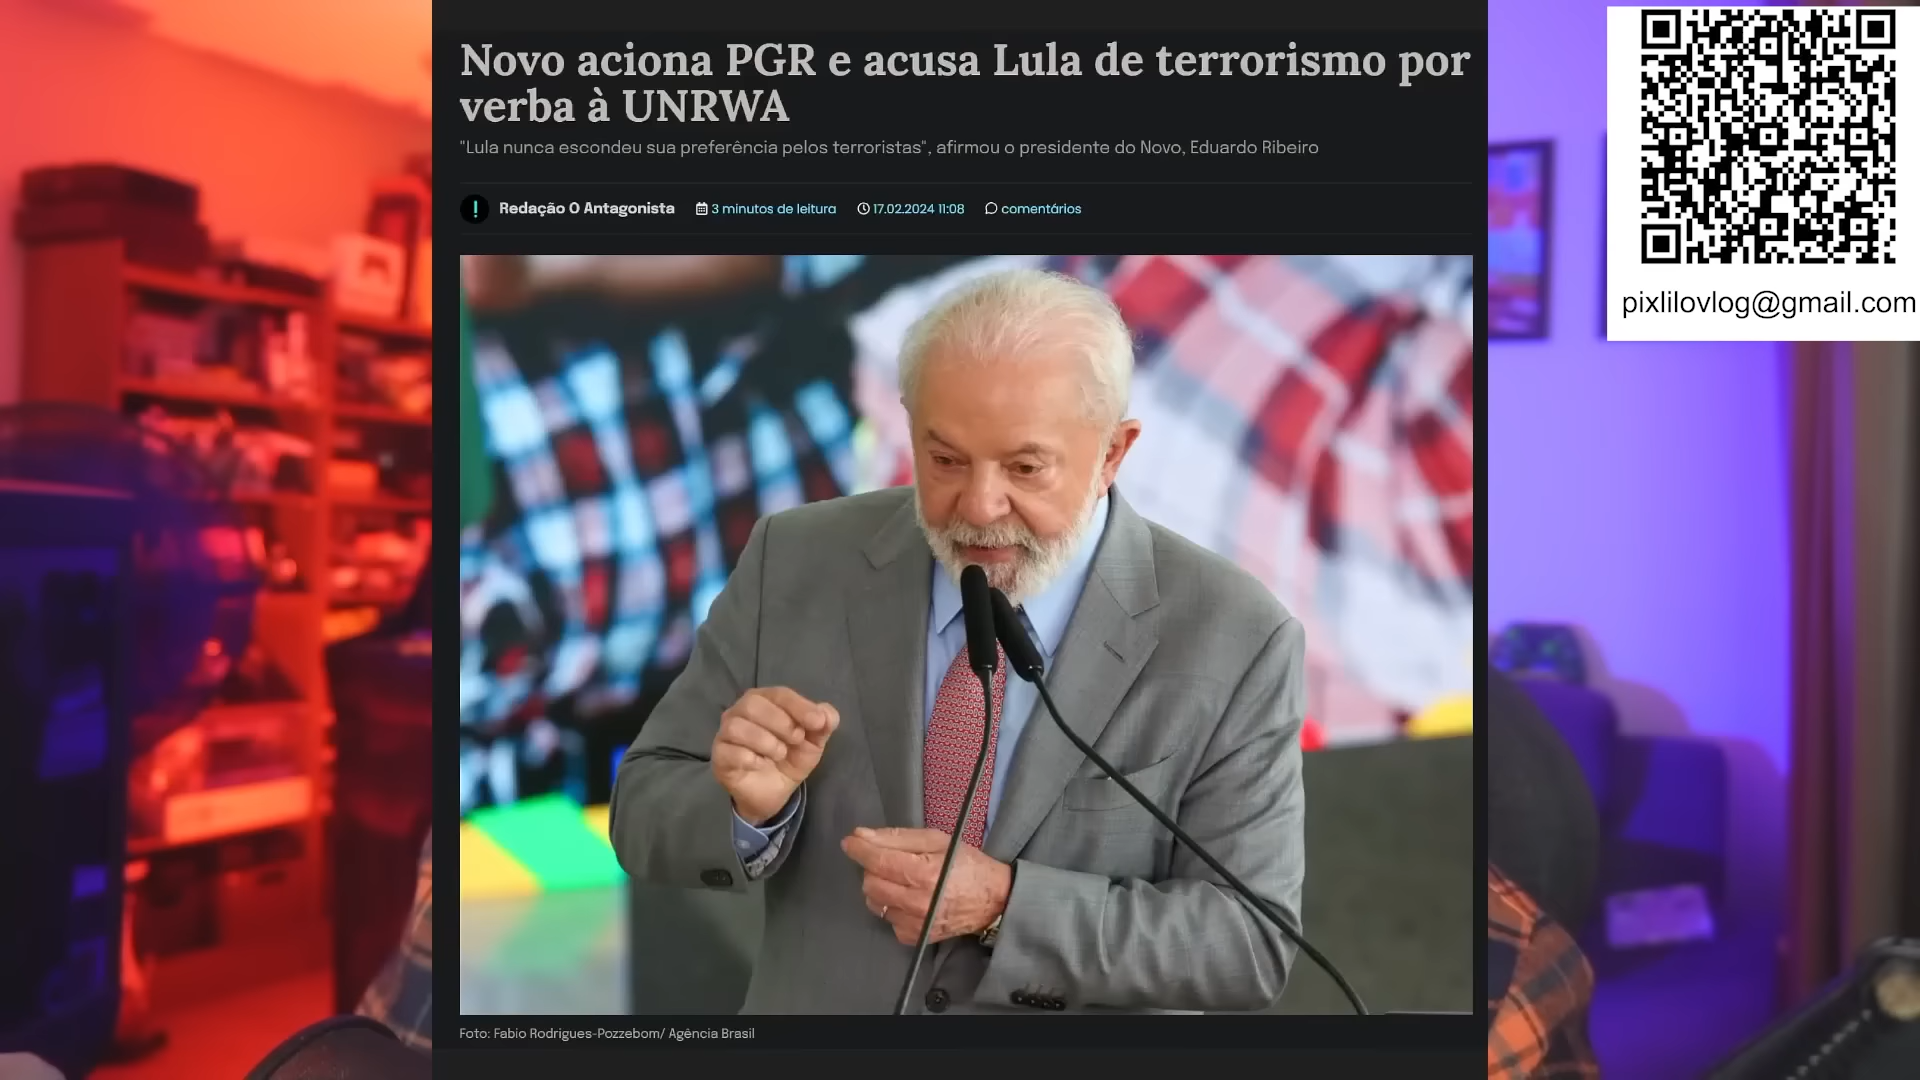 Novo aciona PGR e acusa Lula de terrorismo por
verba à UNRWA
"Lula nunca escondeu sua preferência pelos terroristas", afirmou o presidente do Novo, Eduardo Ribeiro
Redação O Antagonista 3 minutos de leitura 17.02.2024 11:08 comentários
pixlilovlog@gmail.com
Foto: Fabio Rodrigues-Pozzebom/ Agência Brasil